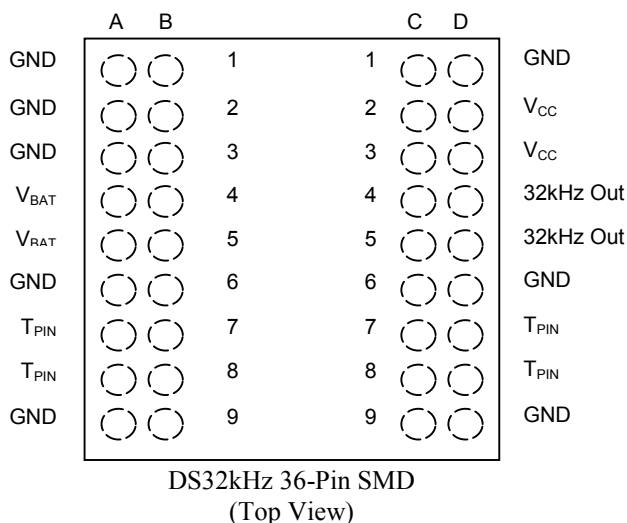 A B C D
GND 1 1 GND
GND 2 2 VCC
GND 3 3 VCC
VBAT 4 4 32kHz Out
VBAT 5 5 32kHz Out
GND 6 6 GND
TPIN 7 7 TPIN
TPIN 8 8 TPIN
GND 9 9 GND
DS32kHz 36-Pin SMD
(Top View)